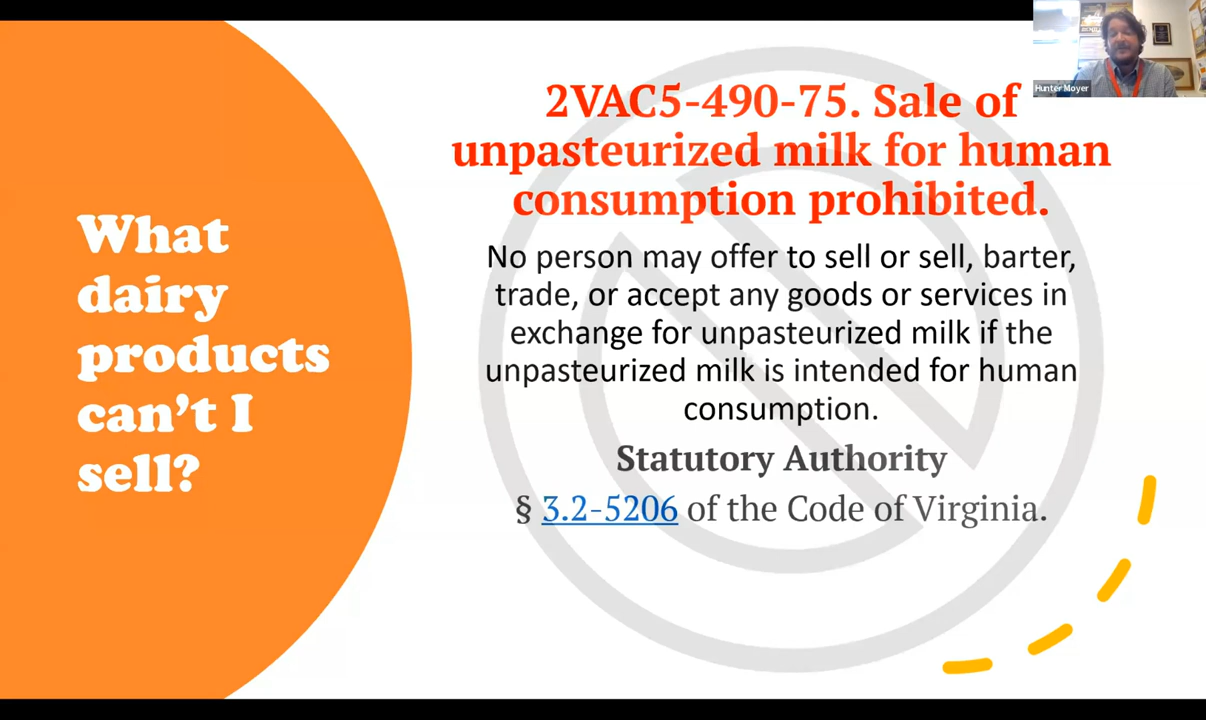 What
dairy
products
can't I
sell?
2VAC5-490-75. Sale of
unpasteurized milk for human
consumption prohibited.
No person may offer to sell or sell, barter,
trade, or accept any goods or services in
exchange for unpasteurized milk if the
unpasteurized milk is intended for human
consumption.
Statutory Authority
§ 3.2-5206 of the Code of Virginia.
Hunter Moyer